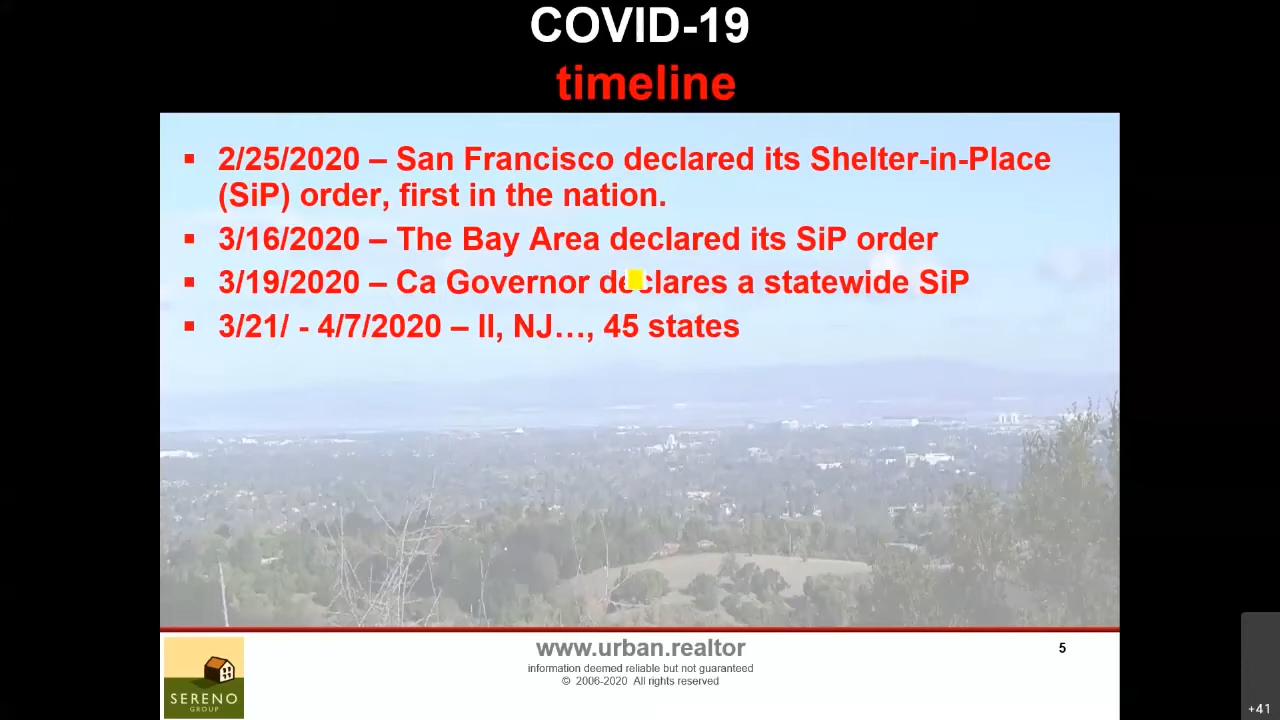 COVID-19
timeline
▪ 2/25/2020 – San Francisco declared its Shelter-in-Place
(SiP) order, first in the nation.
▪ 3/16/2020 – The Bay Area declared its SiP order
▪ 3/19/2020 – Ca Governor declares a statewide SiP
▪ 3/21/ - 4/7/2020 – Il, NJ…, 45 states
www.urban.realtor
5
information deemed reliable but not guaranteed
© 2006-2020 All rights reserved
SERENO
GROUP
+41